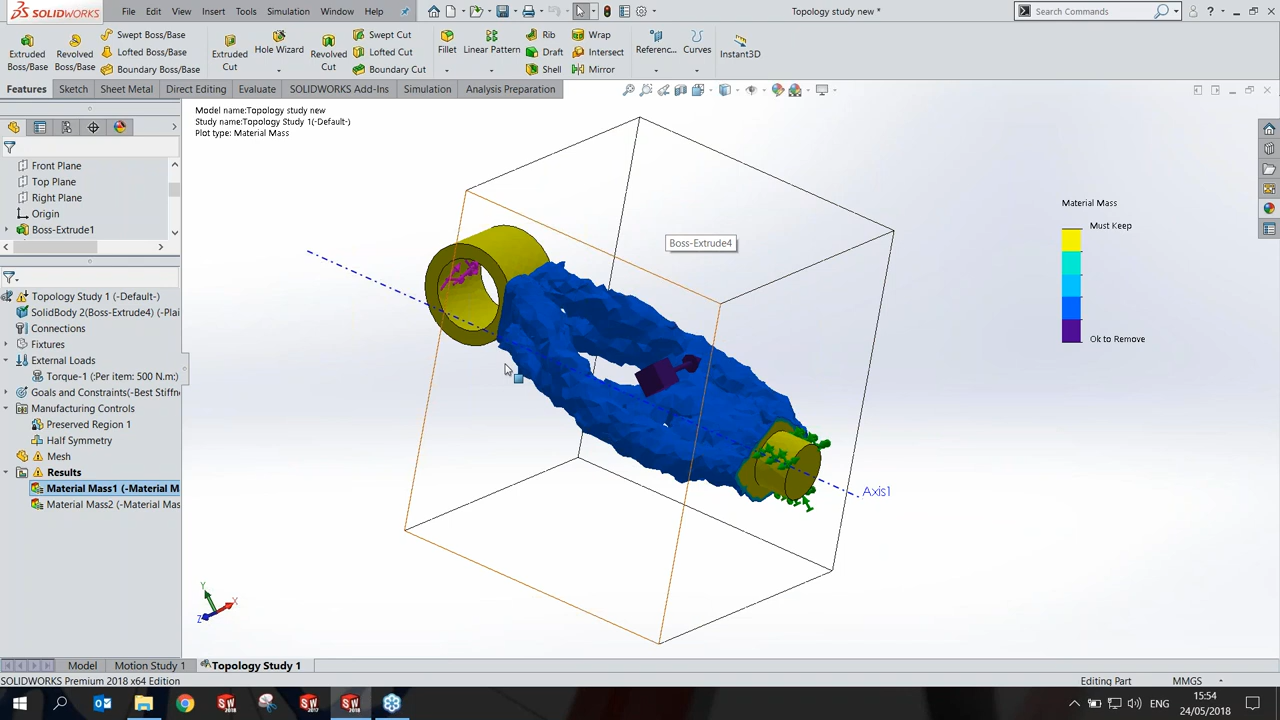 SOLIDWORKS
File Edit View Insert Tools Simulation Window Help
Topology study new *
Search Commands
Extruded Boss/Base
Revolved Boss/Base
Swept Boss/Base
Lofted Boss/Base
Boundary Boss/Base
Extruded Cut
Hole Wizard
Revolved Cut
Swept Cut
Lofted Cut
Boundary Cut
Fillet
Linear Pattern
Rib
Draft
Shell
Wrap
Intersect
Mirror
Referenc...
Curves
Instant3D
Features Sketch Sheet Metal Direct Editing Evaluate SOLIDWORKS Add-Ins Simulation Analysis Preparation
Model name:Topology study new
Study name:Topology Study 1(-Default-)
Plot type: Material Mass
Front Plane
Top Plane
Right Plane
Origin
Boss-Extrude1
Topology Study 1 (-Default-)
SolidBody 2(Boss-Extrude4) (-Plai
Connections
Fixtures
External Loads
Torque-1 (:Per item: 500 N.m:)
Goals and Constraints(-Best Stiffne
Manufacturing Controls
Preserved Region 1
Half Symmetry
Mesh
Results
Material Mass1 (-Material M
Material Mass2 (-Material Mas
Boss-Extrude4
Axis1
Material Mass
Must Keep
Ok to Remove
Y
X
Z
Model Motion Study 1 Topology Study 1
SOLIDWORKS Premium 2018 x64 Edition
Editing Part MMGS
ENG
15:54
24/05/2018